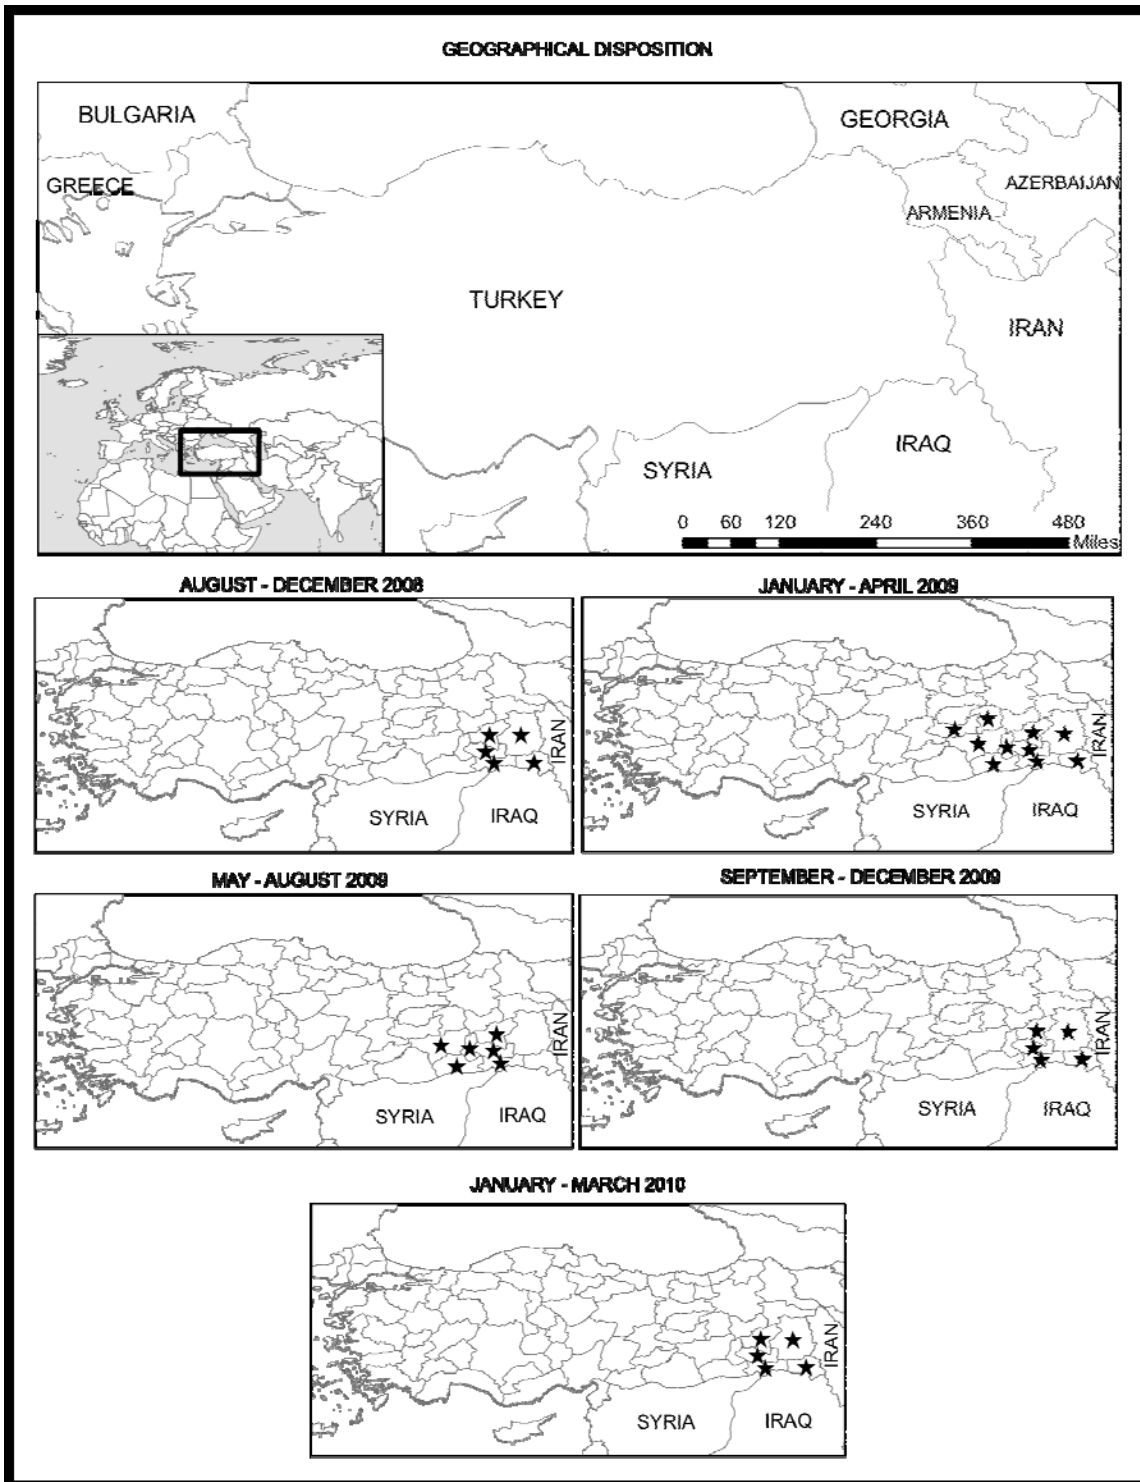 GEOGRAPHICAL DISPOSITION
BULGARIA
GEORGIA
GREECE
AZERBAIJAN
ARMENIA
TURKEY
IRAN
IRAQ
SYRIA
0 60 120 240 360 480
Miles
AUGUST - DECEMBER 2008
JANUARY - APRIL 2009
IRAN
SYRIA
IRAQ
IRAN
SYRIA
IRAQ
MAY - AUGUST 2009
SEPTEMBER - DECEMBER 2009
IRAN
SYRIA
IRAQ
IRAN
SYRIA
IRAQ
JANUARY - MARCH 2010
IRAN
SYRIA
IRAQ